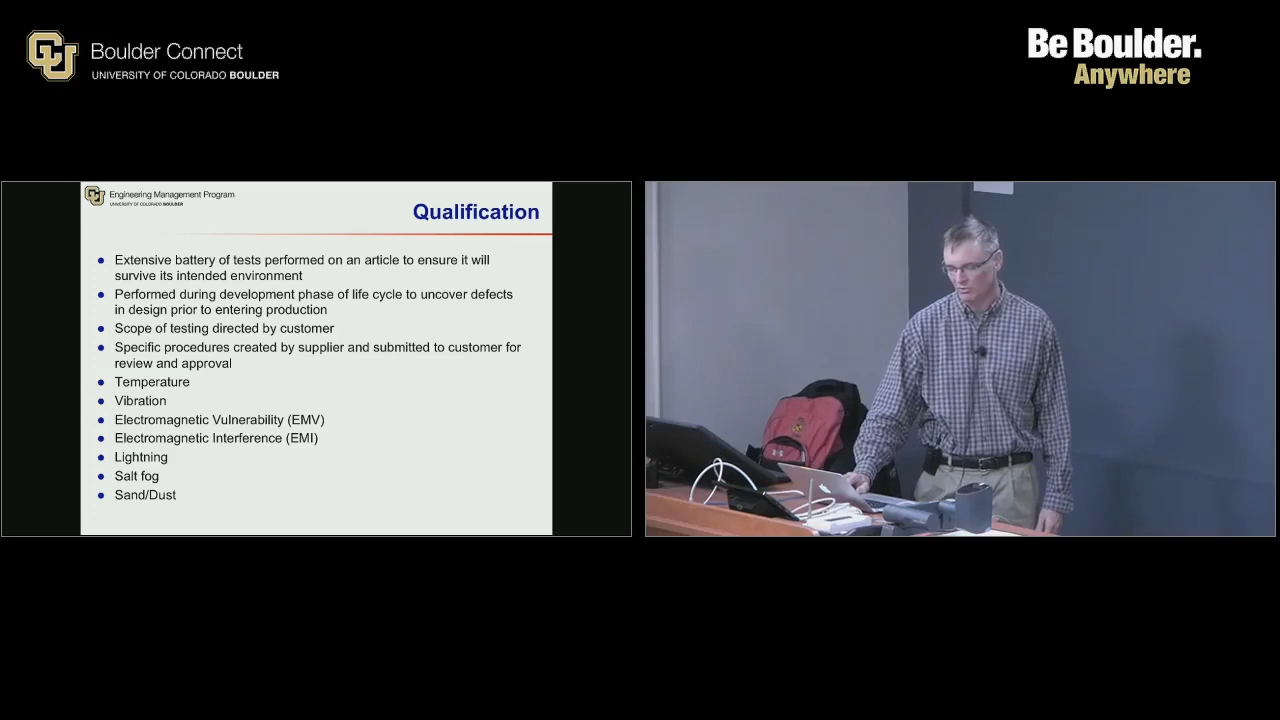 Boulder Connect
UNIVERSITY OF COLORADO BOULDER
Be Boulder.
Anywhere
Engineering Management Program
UNIVERSITY OF COLORADO BOULDER
Qualification
Extensive battery of tests performed on an article to ensure it will
survive its intended environment
Performed during development phase of life cycle to uncover defects
in design prior to entering production
Scope of testing directed by customer
Specific procedures created by supplier and submitted to customer for
review and approval
Temperature
Vibration
Electromagnetic Vulnerability (EMV)
Electromagnetic Interference (EMI)
Lightning
Salt fog
Sand/Dust